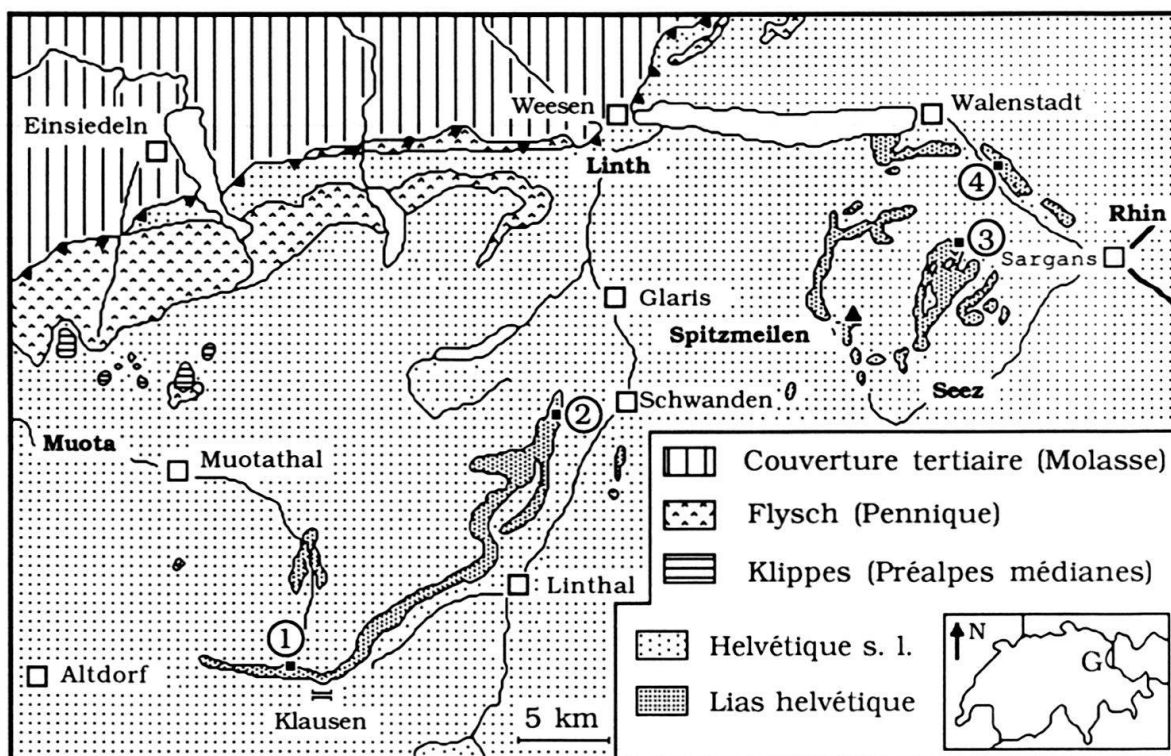 Weesen
Walenstadt
Einsiedeln
Linth
④
Rhin
③
Sargans
Glaris
Spitzmeilen
Seez
②
Schwanden
Muota
Muotathal
Linthal
①
Altdorf
Klausen
5 km
Couverture tertiaire (Molasse)
Flysch (Pennique)
Klippes (Préalpes médianes)
Helvétique s. l.
Lias helvétique
N
G